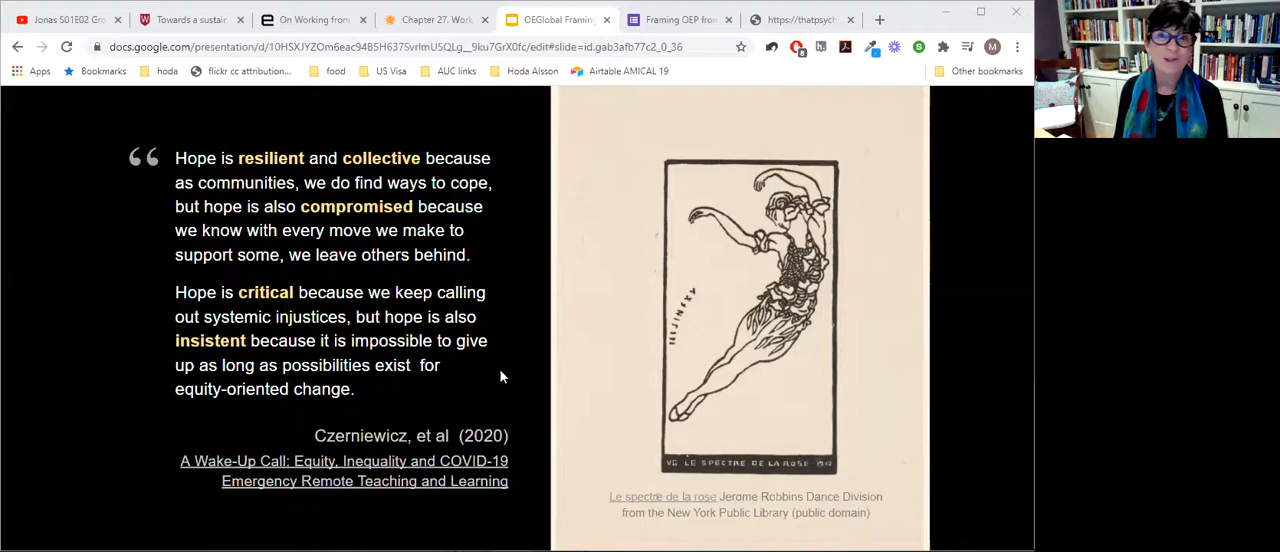 Jonas S01E02 Gro
Towards a sustain
On Working from
Chapter 27. Work
OEGlobal Framing
Framing OEP from
https://thatpsych
docs.google.com/presentation/d/10HSXJYZOm6eac94B5H637SvrlmU5QLg__9ku7GrX0fc/edit#slide=id.gab3afb77c2_0_36
8
M
Apps
Bookmarks
hoda
flickr cc attribution...
food
US Visa
AUC links
Hoda Alsson
Airtable AMICAL 19
Other bookmarks
Hope is resilient and collective because
as communities, we do find ways to cope,
but hope is also compromised because
we know with every move we make to
support some, we leave others behind.
Hope is critical because we keep calling
out systemic injustices, but hope is also
insistent because it is impossible to give
up as long as possibilities exist for
equity-oriented change.
Czerniewicz, et al (2020)
A Wake-Up Call: Equity, Inequality and COVID-19
Emergency Remote Teaching and Learning
LE SPECTRE DE LA ROSE
Le spectre de la rose Jerome Robbins Dance Division
from the New York Public Library (public domain)